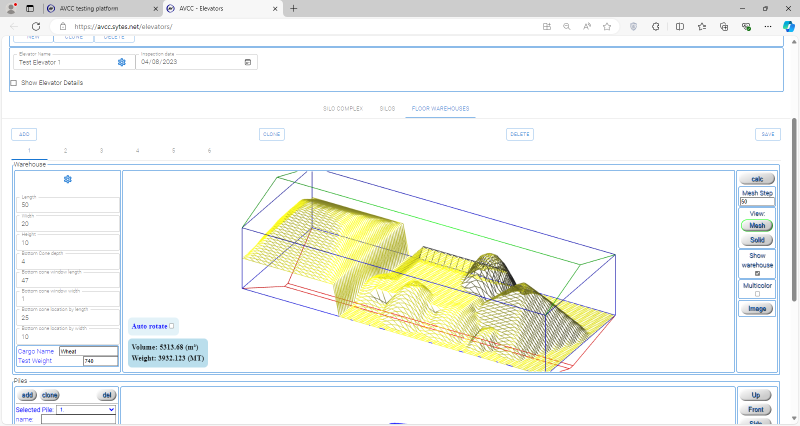 AVCC testing platform
AVCC - Elevators
https://avcc.sytes.net/elevators/
NEW
CLONE
DELETE
Elevator Name
Test Elevator 1
Inspection date
04/08/2023
Show Elevator Details
SILO COMPLEX
SILOS
FLOOR WAREHOUSES
ADD
CLONE
DELETE
SAVE
1 2 3 4 5 6
Warehouse
Length
50
Width
20
Height
10
Bottom Cone depth
4
Bottom cone window length
47
Bottom cone window width
1
Bottom cone location by length
25
Bottom cone location by width
10
Cargo Name Wheat
Test Weight 740
Auto rotate
Volume: 5313.68 (m³)
Weight: 3932.123 (MT)
calc
Mesh Step
50
View:
Mesh
Solid
Show
warehouse
Multicolor
Image
Piles
add clone del
Selected Pile: 1.
name:
Up
Front
Side